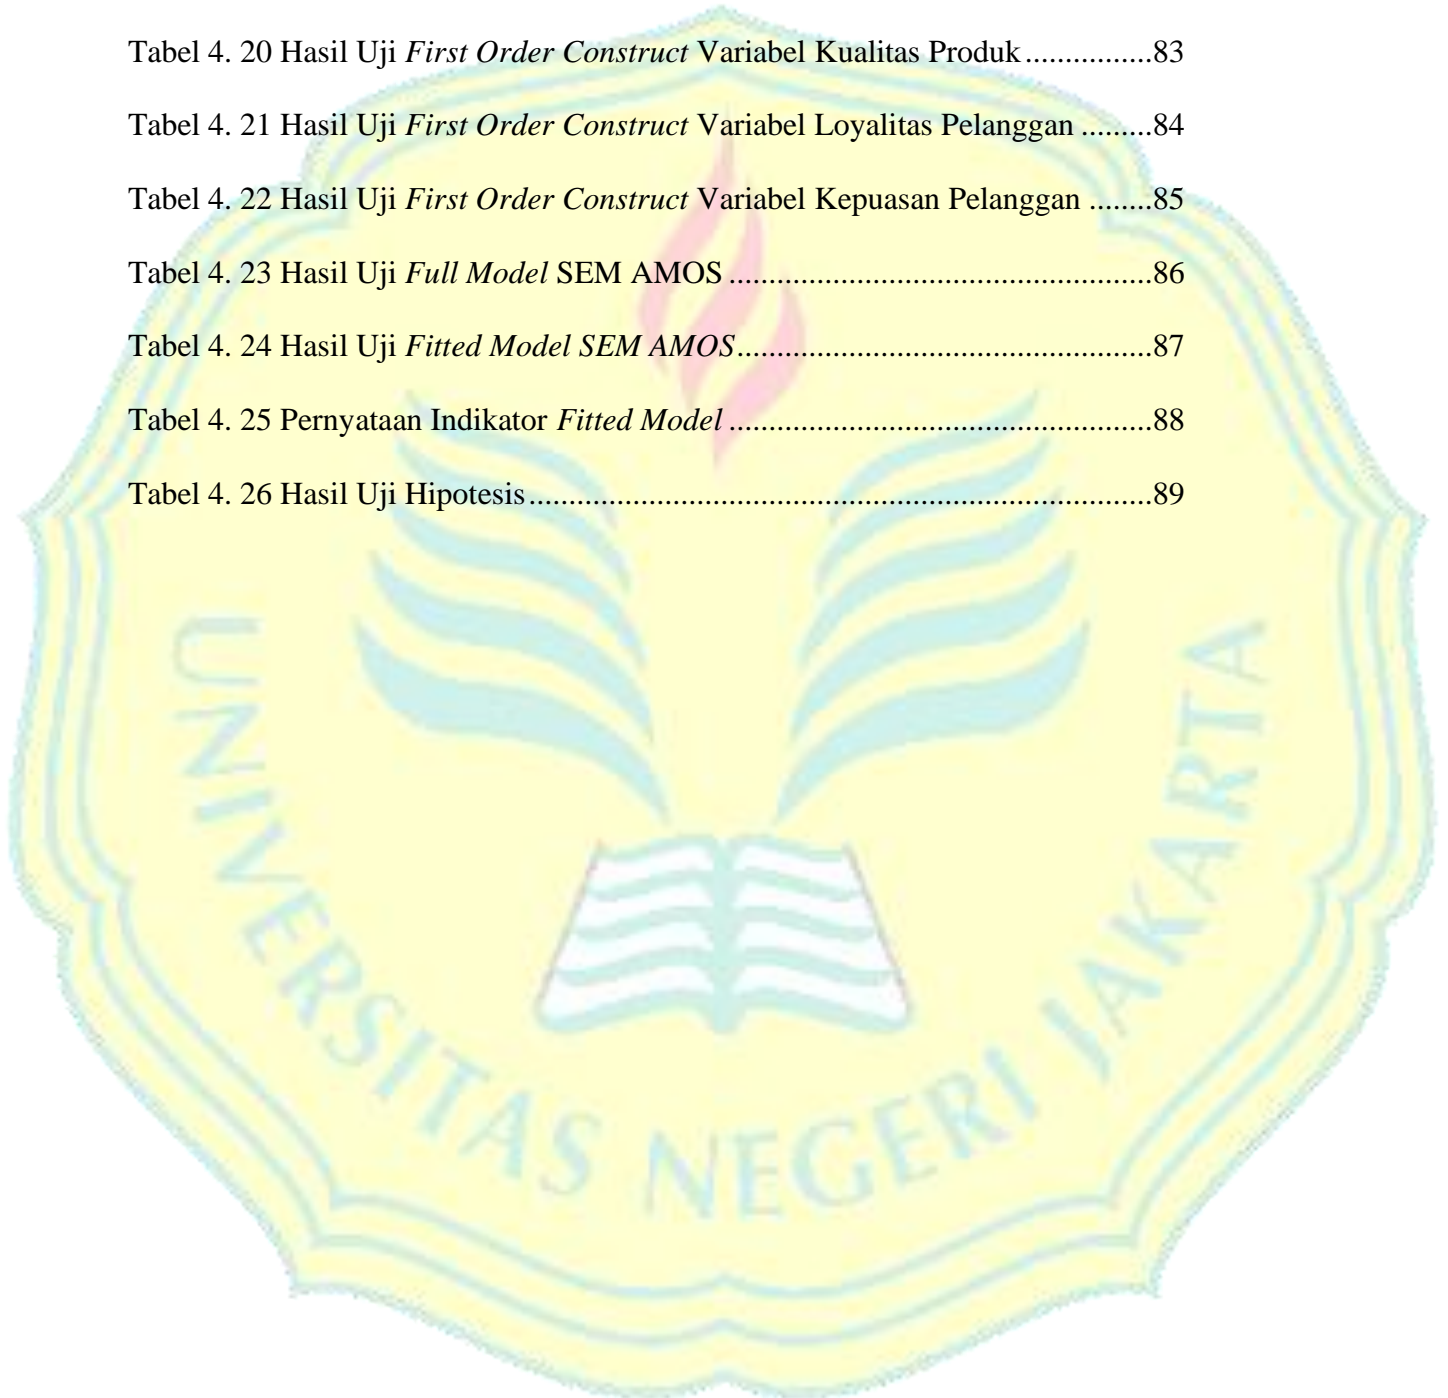 Tabel 4. 20 Hasil Uji First Order Construct Variabel Kualitas Produk ................83
Tabel 4. 21 Hasil Uji First Order Construct Variabel Loyalitas Pelanggan .........84
Tabel 4. 22 Hasil Uji First Order Construct Variabel Kepuasan Pelanggan ........85
Tabel 4. 23 Hasil Uji Full Model SEM AMOS .....................................................86
Tabel 4. 24 Hasil Uji Fitted Model SEM AMOS....................................................87
Tabel 4. 25 Pernyataan Indikator Fitted Model .....................................................88
Tabel 4. 26 Hasil Uji Hipotesis..............................................................................89
UNIVERSITAS NEGERI JAKARTA